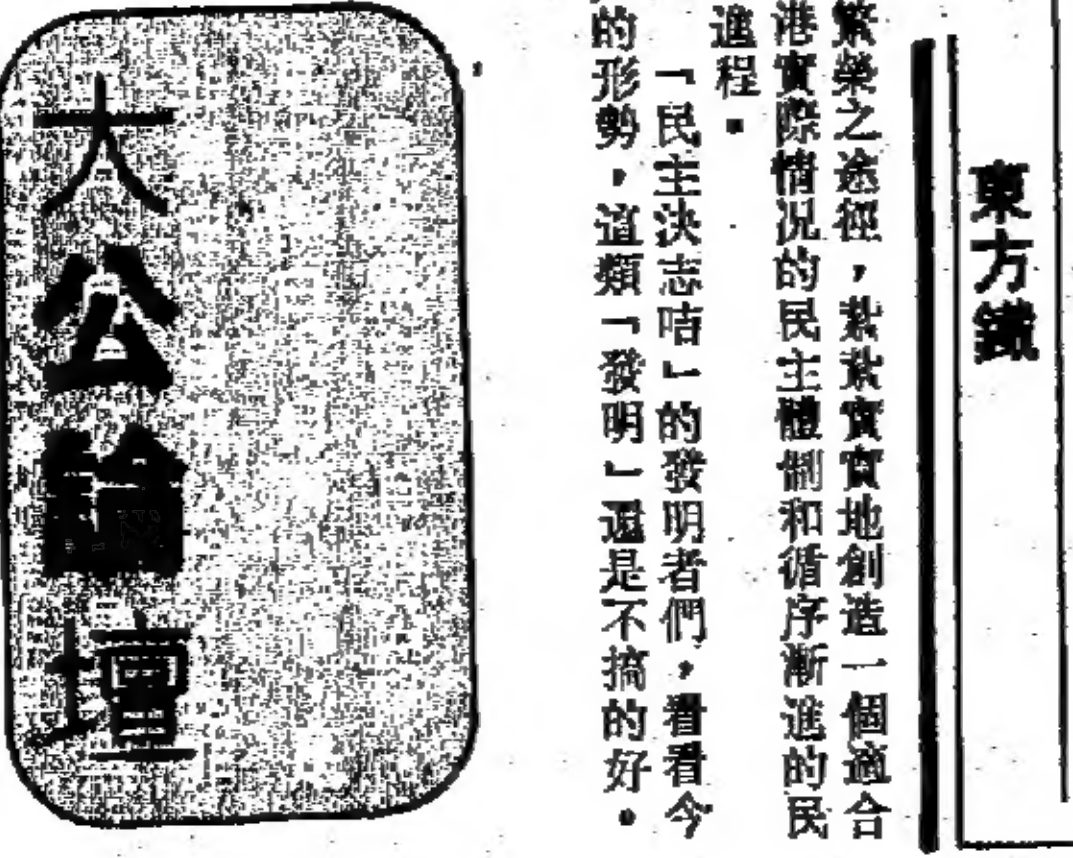 東方鐵
繁榮之途徑，紮紮實實地創造一個適合
港實際情況的民主體制和循序漸進的民
進程。
「民主決志咭」的發明者們，看看今
的形勢，這類「發明」還是不搞的好。
大公論壇